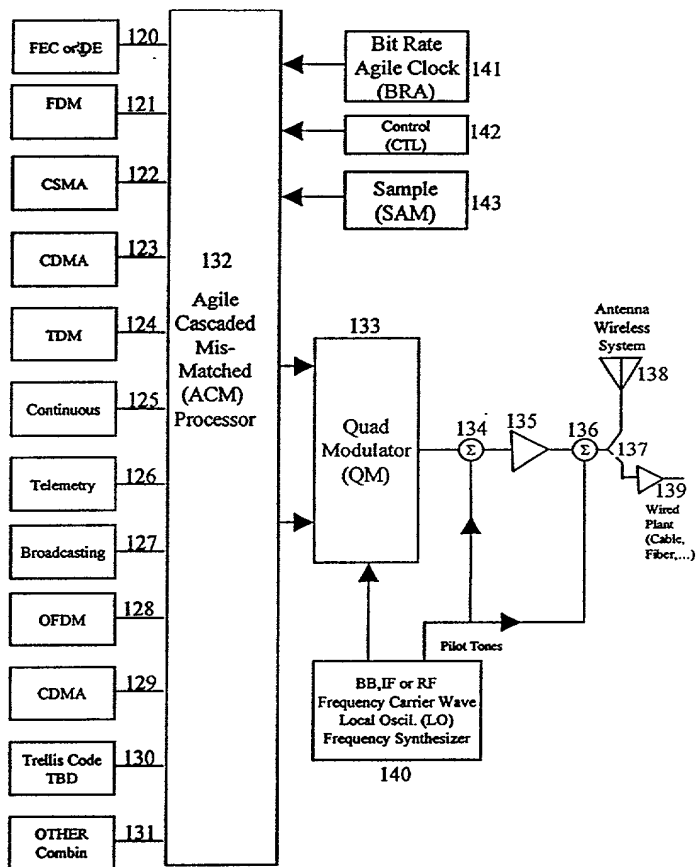 FEC or DE
120
FDM
121
CSMA
122
CDMA
123
TDM
124
Continuous
125
Telemetry
126
Broadcasting
127
OFDM
128
CDMA
129
Trellis Code
TBD
130
OTHER
Combin
131
132
Agile
Cascaded
Mis-
Matched
(ACM)
Processor
Bit Rate
Agile Clock
(BRA)
141
Control
(CTL)
142
Sample
(SAM)
143
133
Quad
Modulator
(QM)
134
Σ
135
136
Σ
137
Antenna
Wireless
System
138
139
Wired
Plant
(Cable,
Fiber,...)
Pilot Tones
BB,IF or RF
Frequency Carrier Wave
Local Oscil. (LO)
Frequency Synthesizer
140